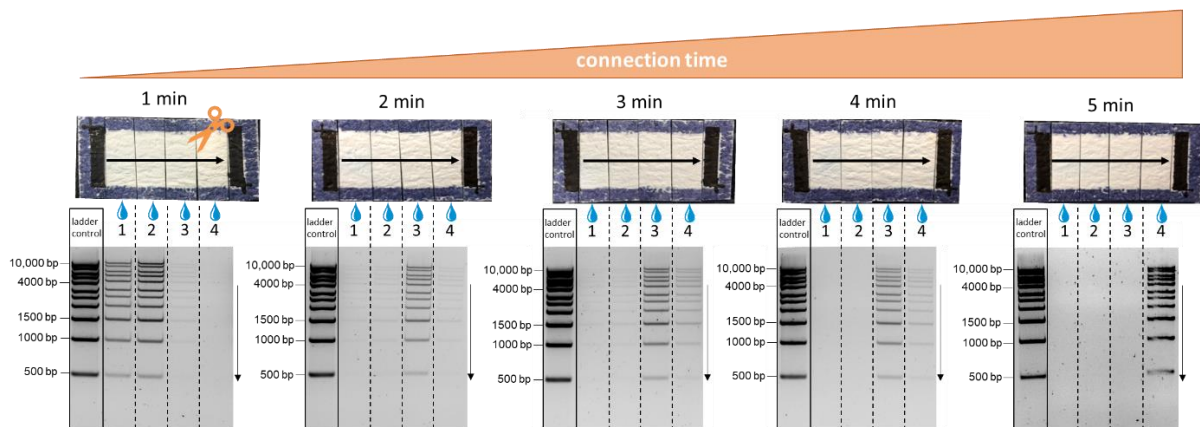 connection time
1 min
2 min
3 min
4 min
5 min
ladder
control
1
2
3
4
10,000 bp
4000 bp
1500 bp
1000 bp
500 bp
ladder
control
1
2
3
4
10,000 bp
4000 bp
1500 bp
1000 bp
500 bp
ladder
control
1
2
3
4
10,000 bp
4000 bp
1500 bp
1000 bp
500 bp
ladder
control
1
2
3
4
10,000 bp
4000 bp
1500 bp
1000 bp
500 bp
ladder
control
1
2
3
4
10,000 bp
4000 bp
1500 bp
1000 bp
500 bp